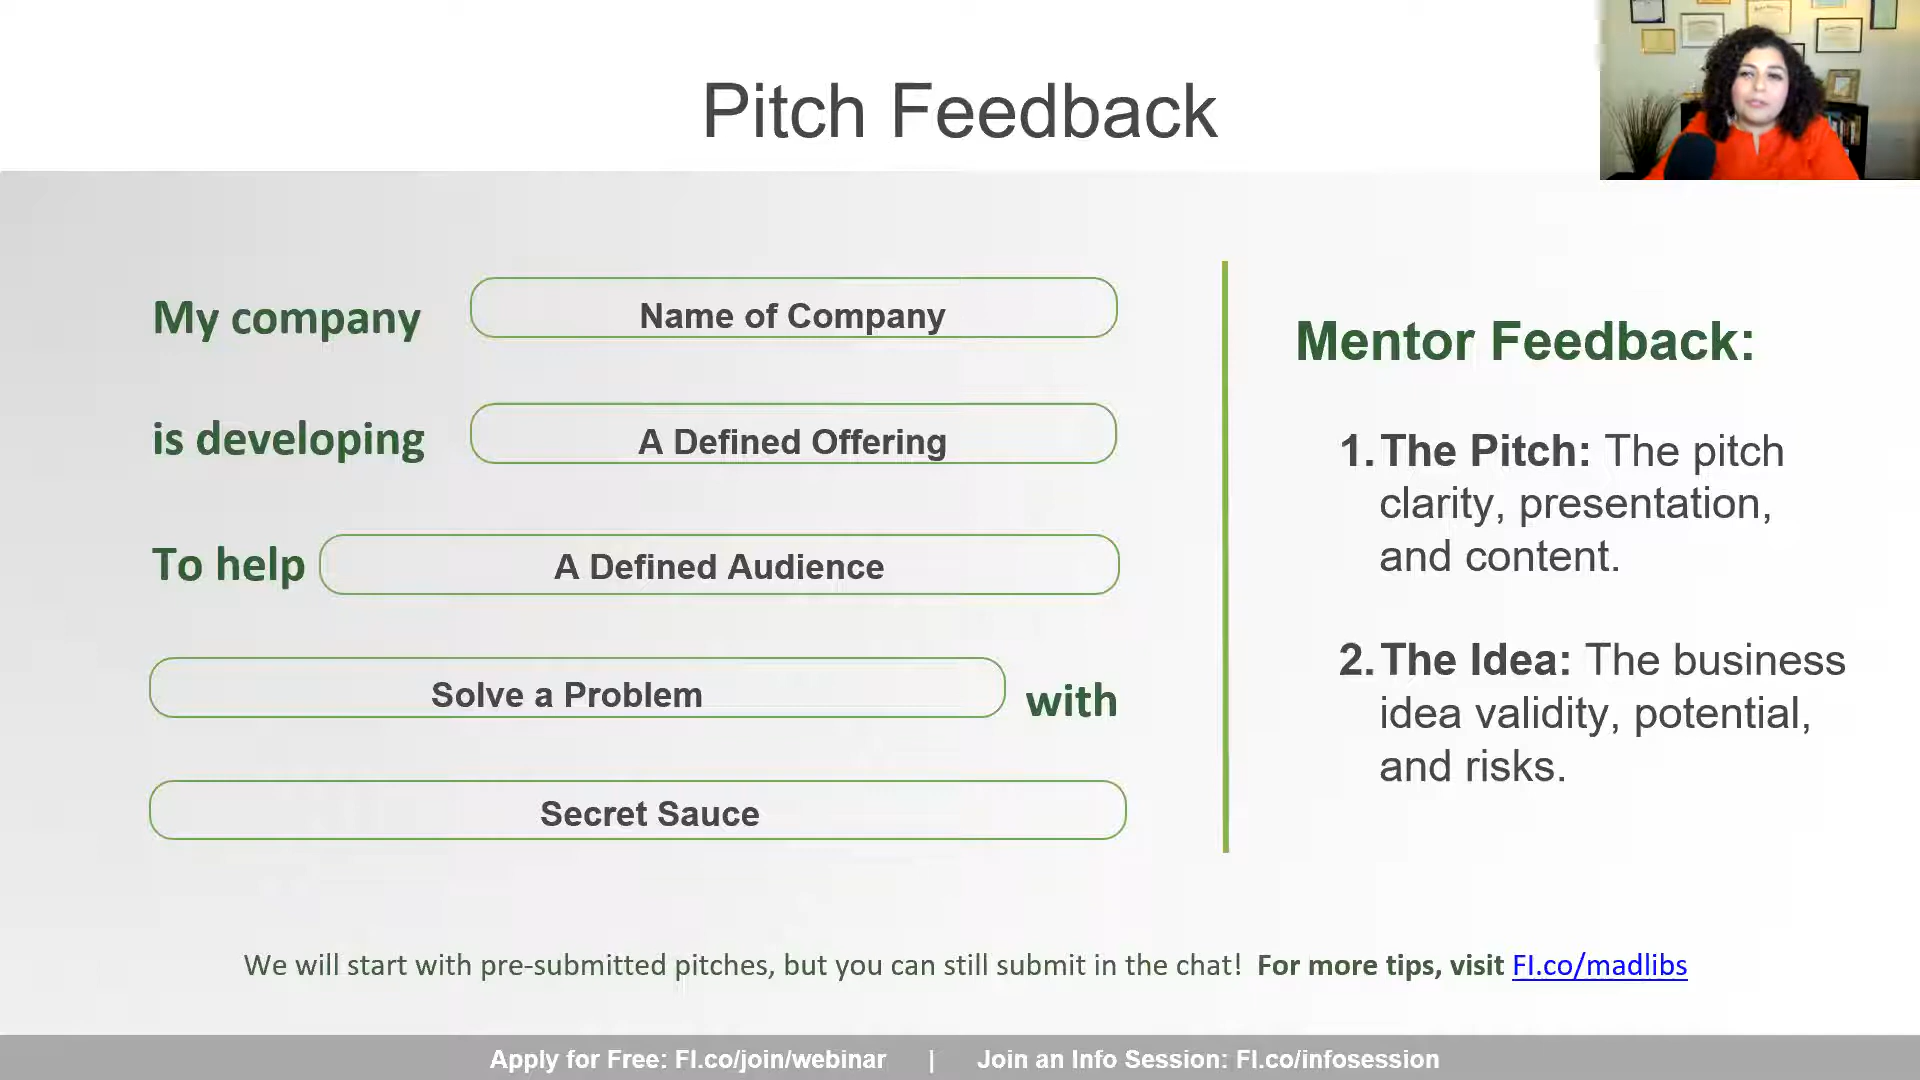 Pitch Feedback
My company Name of Company
is developing A Defined Offering
To help A Defined Audience
Solve a Problem with
Secret Sauce
Mentor Feedback:
1. The Pitch: The pitch
clarity, presentation,
and content.
2. The Idea: The business
idea validity, potential,
and risks.
We will start with pre-submitted pitches, but you can still submit in the chat! For more tips, visit FI.co/madlibs
Apply for Free: FI.co/join/webinar | Join an Info Session: FI.co/infosession